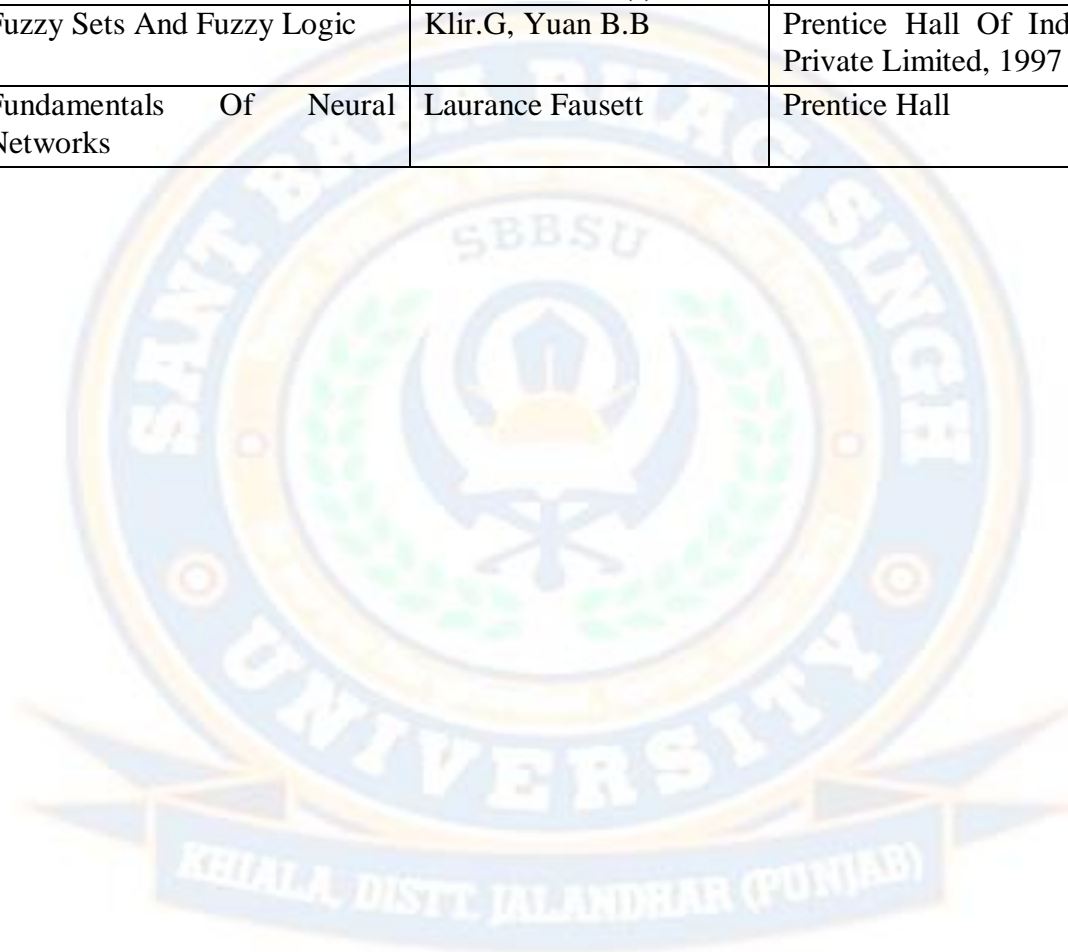 Fuzzy Sets And Fuzzy Logic Klir.G, Yuan B.B Prentice Hall Of Ind
Private Limited, 1997
Fundamentals Of Neural Laurance Fausett Prentice Hall
Networks
SANT BABA BHAG SINGH
SBBSU
UNIVERSITY
KHIALA, DISTT. JALANDHAR (PUNJAB)